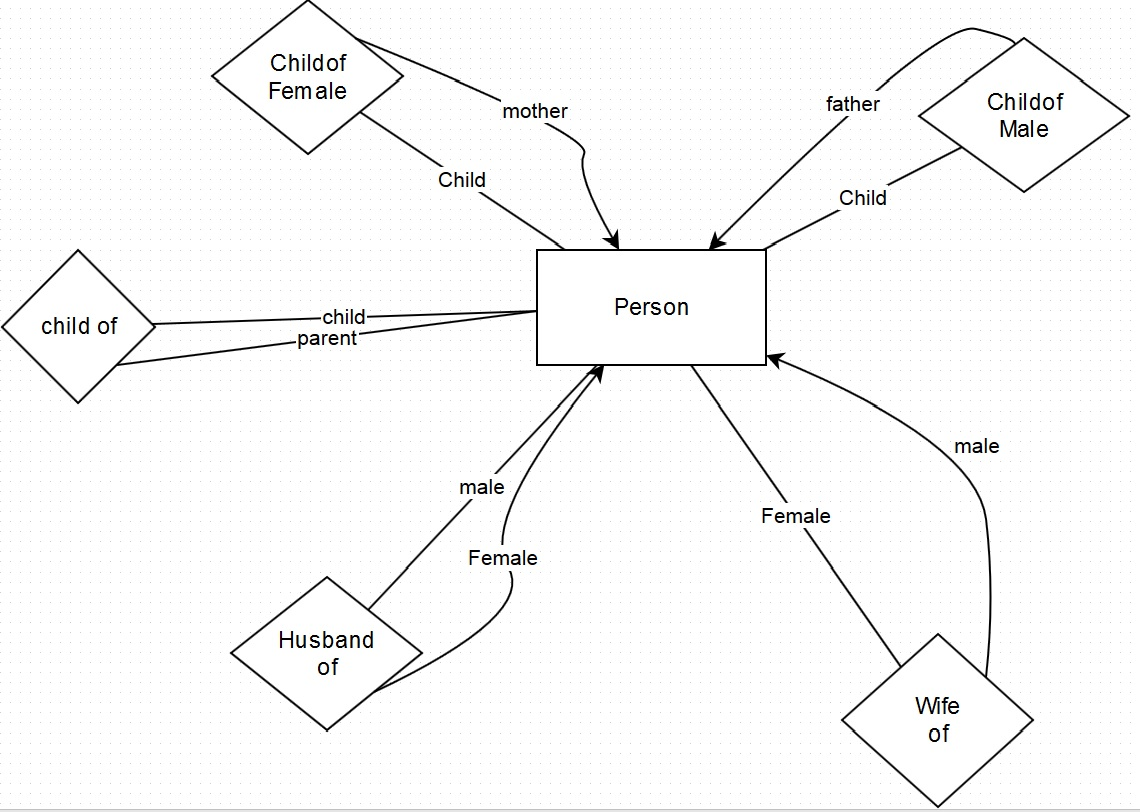 Childof
Female
mother
father
Childof
Male
Child
Child
child of
child
parent
Person
male
Female
Female
male
Husband
of
Wife
of